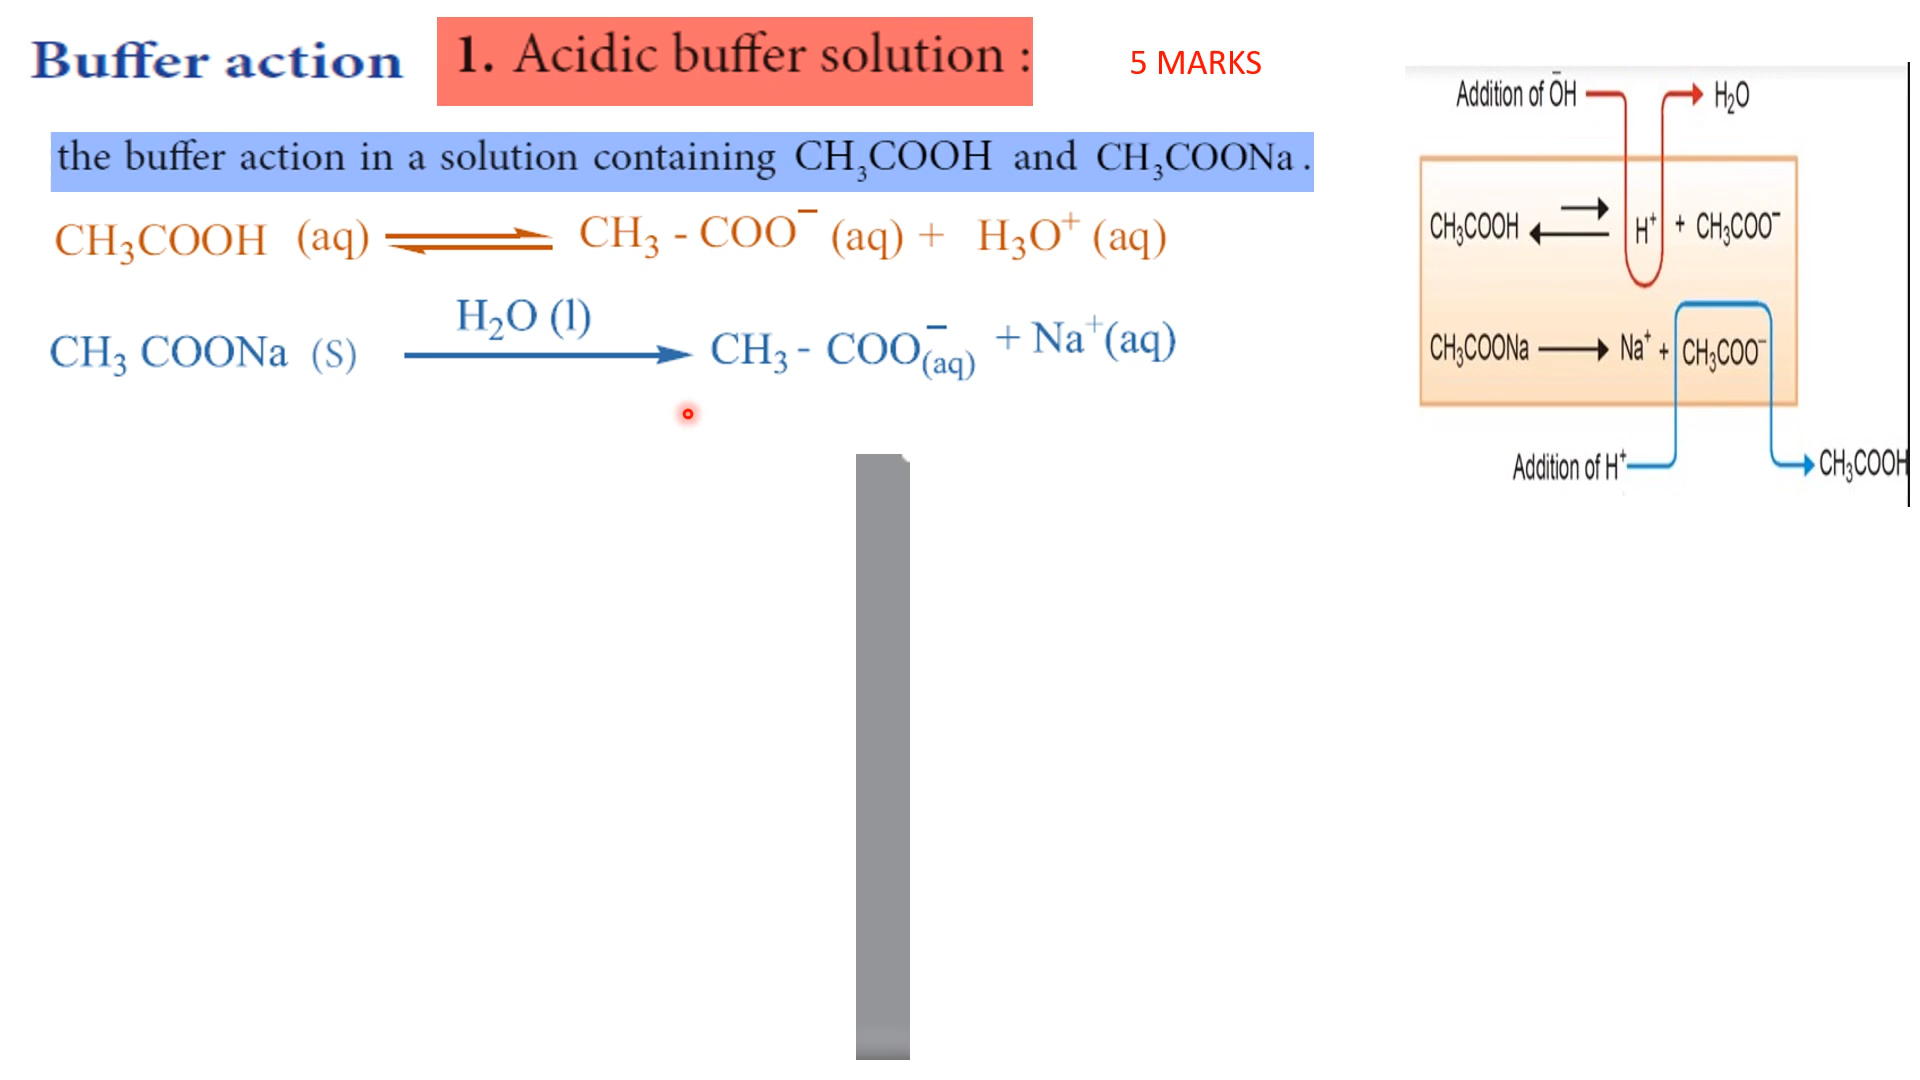 Buffer action 1. Acidic buffer solution : 5 MARKS
the buffer action in a solution containing CH₃COOH and CH₃COONa .
CH₃COOH (aq) ⇌ CH₃ - COO⁻ (aq) + H₃O⁺ (aq)
H₂O (l)
CH₃ COONa (S) ⟶ CH₃ - COO⁻(aq) + Na⁺(aq)
Addition of ŌH → H₂O
CH₃COOH ⇌ H⁺ + CH₃COO⁻
CH₃COONa ⟶ Na⁺ + CH₃COO⁻
Addition of H⁺ → CH₃COOH